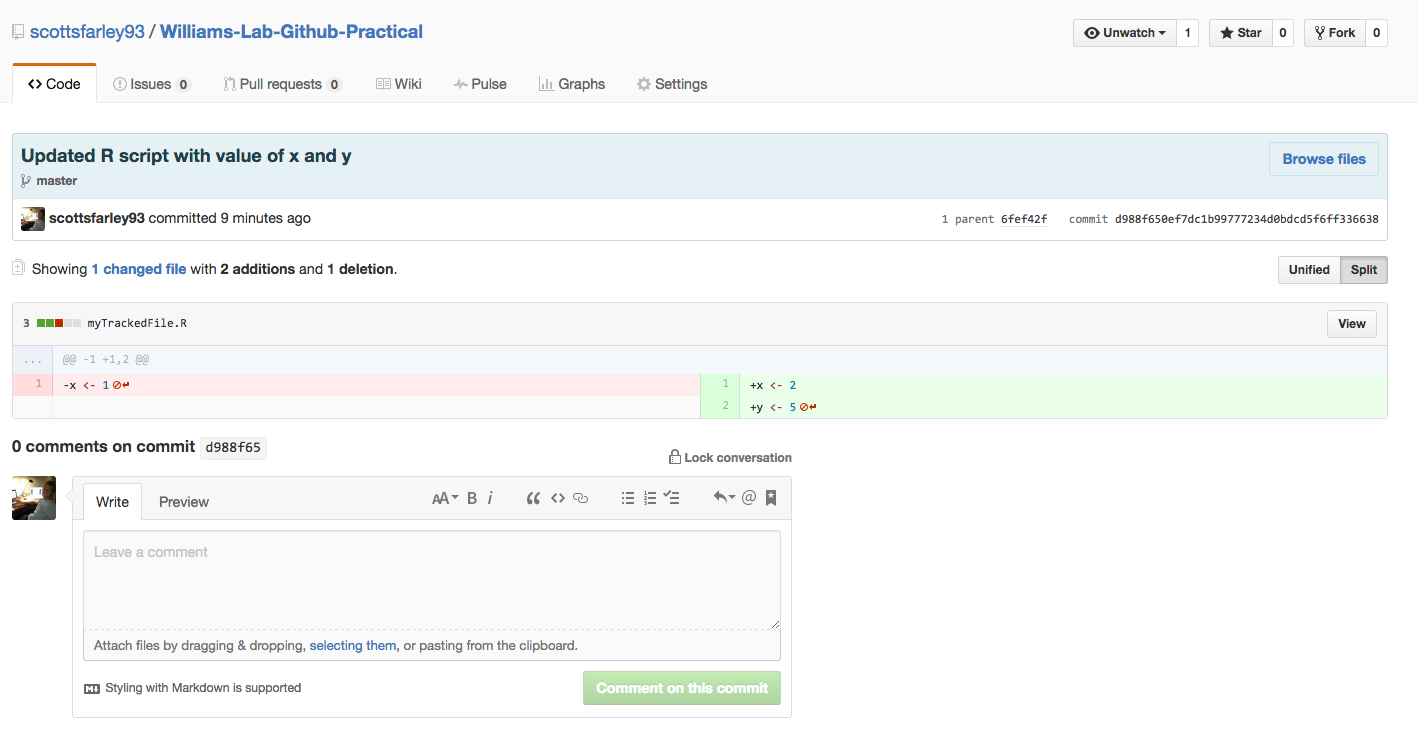 scottsfarley93 / Williams-Lab-Github-Practical
Unwatch 1 Star 0 Fork 0
Code Issues 0 Pull requests 0 Wiki Pulse Graphs Settings
Updated R script with value of x and y
Browse files
master
scottsfarley93 committed 9 minutes ago
1 parent 6fef42f commit d988f650ef7dc1b99777234d0bdcd5f6ff336638
Showing 1 changed file with 2 additions and 1 deletion.
Unified Split
3 myTrackedFile.R
View
... @@ -1 +1,2 @@
1 -x <- 1
1 +x <- 2
2 +y <- 5
0 comments on commit d988f65
Lock conversation
Write Preview
AA B i “ <> @
Leave a comment
Attach files by dragging & dropping, selecting them, or pasting from the clipboard.
Styling with Markdown is supported
Comment on this commit